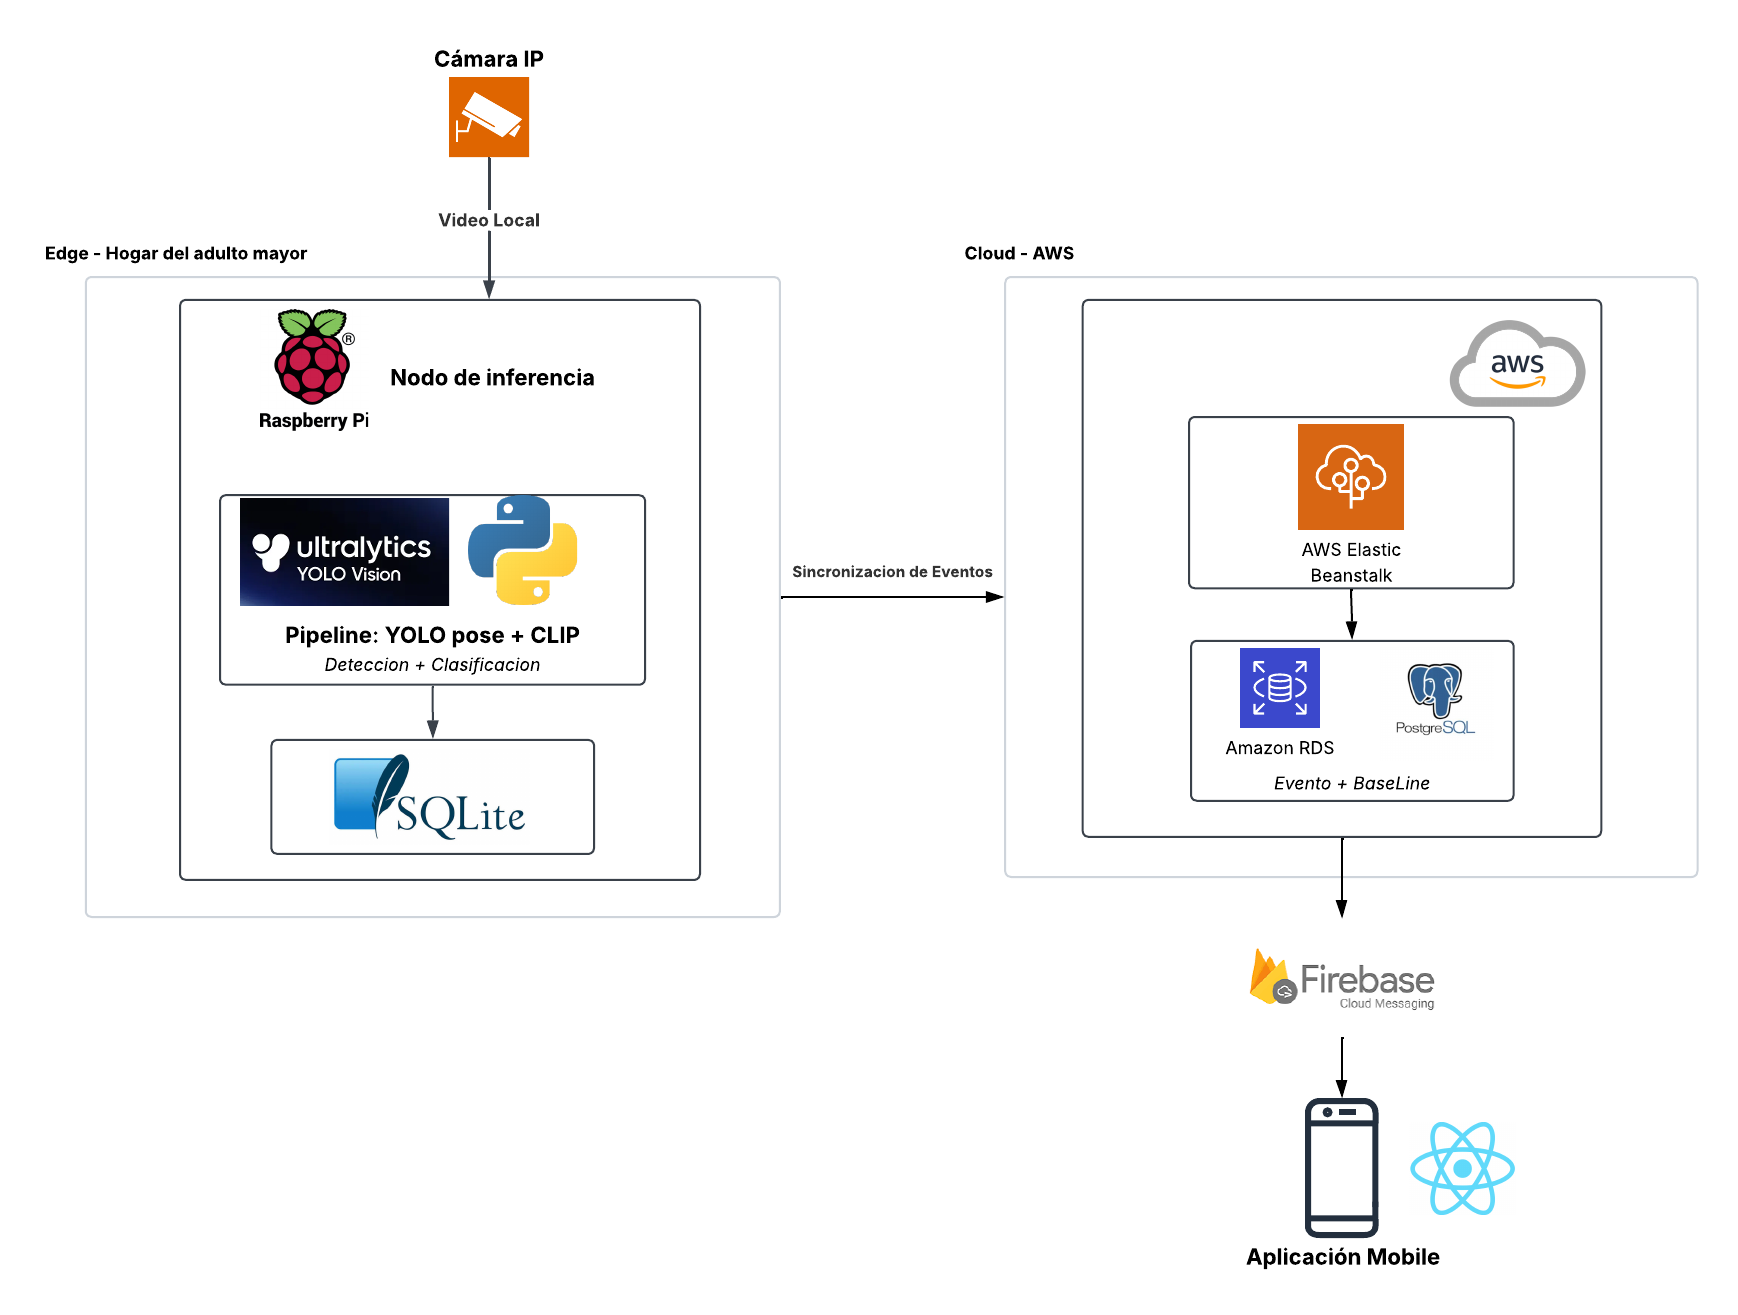 Cámara IP
Video Local
Edge - Hogar del adulto mayor
Cloud - AWS
®
Raspberry Pi
Nodo de inferencia
aws
ultralytics
YOLO Vision
AWS Elastic
Beanstalk
Sincronizacion de Eventos
Pipeline: YOLO pose + CLIP
Deteccion + Clasificacion
PostgreSQL
Amazon RDS
Evento + BaseLine
SQLite
Firebase
Cloud Messaging
Aplicación Mobile